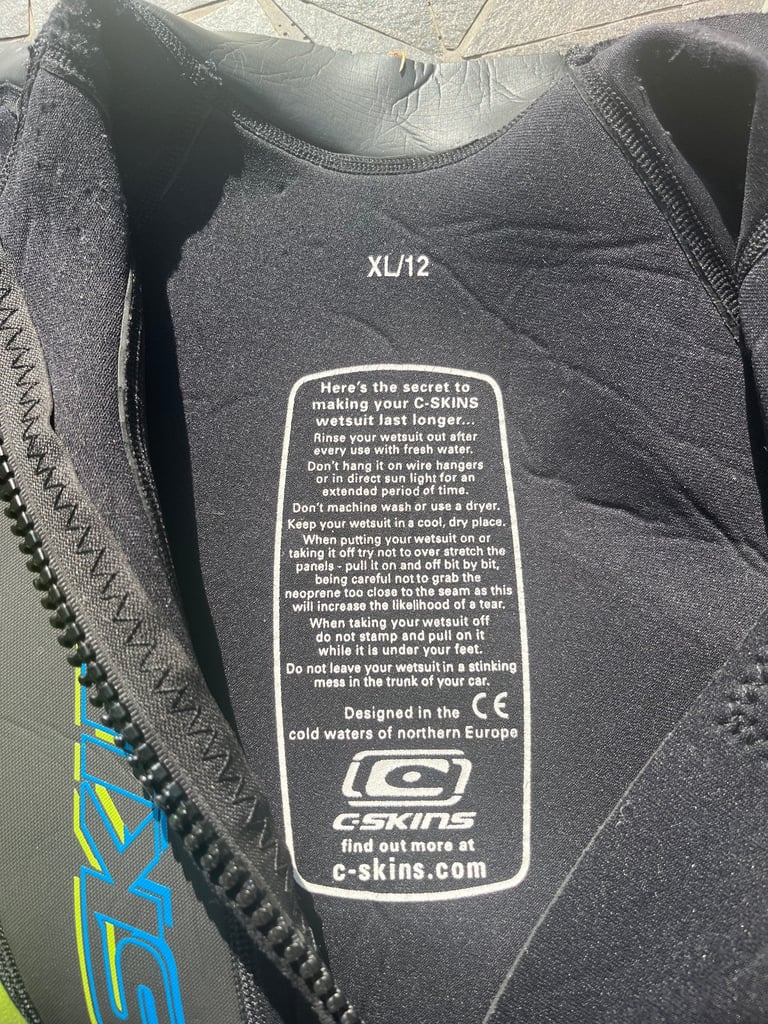 XL/12
Here's the secret to
making your C-SKINS
wetsuit last longer...
Rinse your wetsuit out after
every use with fresh water.
Don't hang it on wire hangers
or in direct sun light for an
extended period of time.
Don't machine wash or use a dryer.
Keep your wetsuit in a cool, dry place.
When putting your wetsuit on or
taking it off try not to over stretch the
panels - pull it on and off bit by bit,
being careful not to grab the
neoprene too close to the seam as this
will increase the likelihood of a tear.
When taking your wetsuit off
do not stamp and pull on it
while it is under your feet.
Do not leave your wetsuit in a stinking
mess in the trunk of your car.
Designed in the CE
cold waters of northern Europe
C-SKINS
find out more at
c-skins.com
SKI